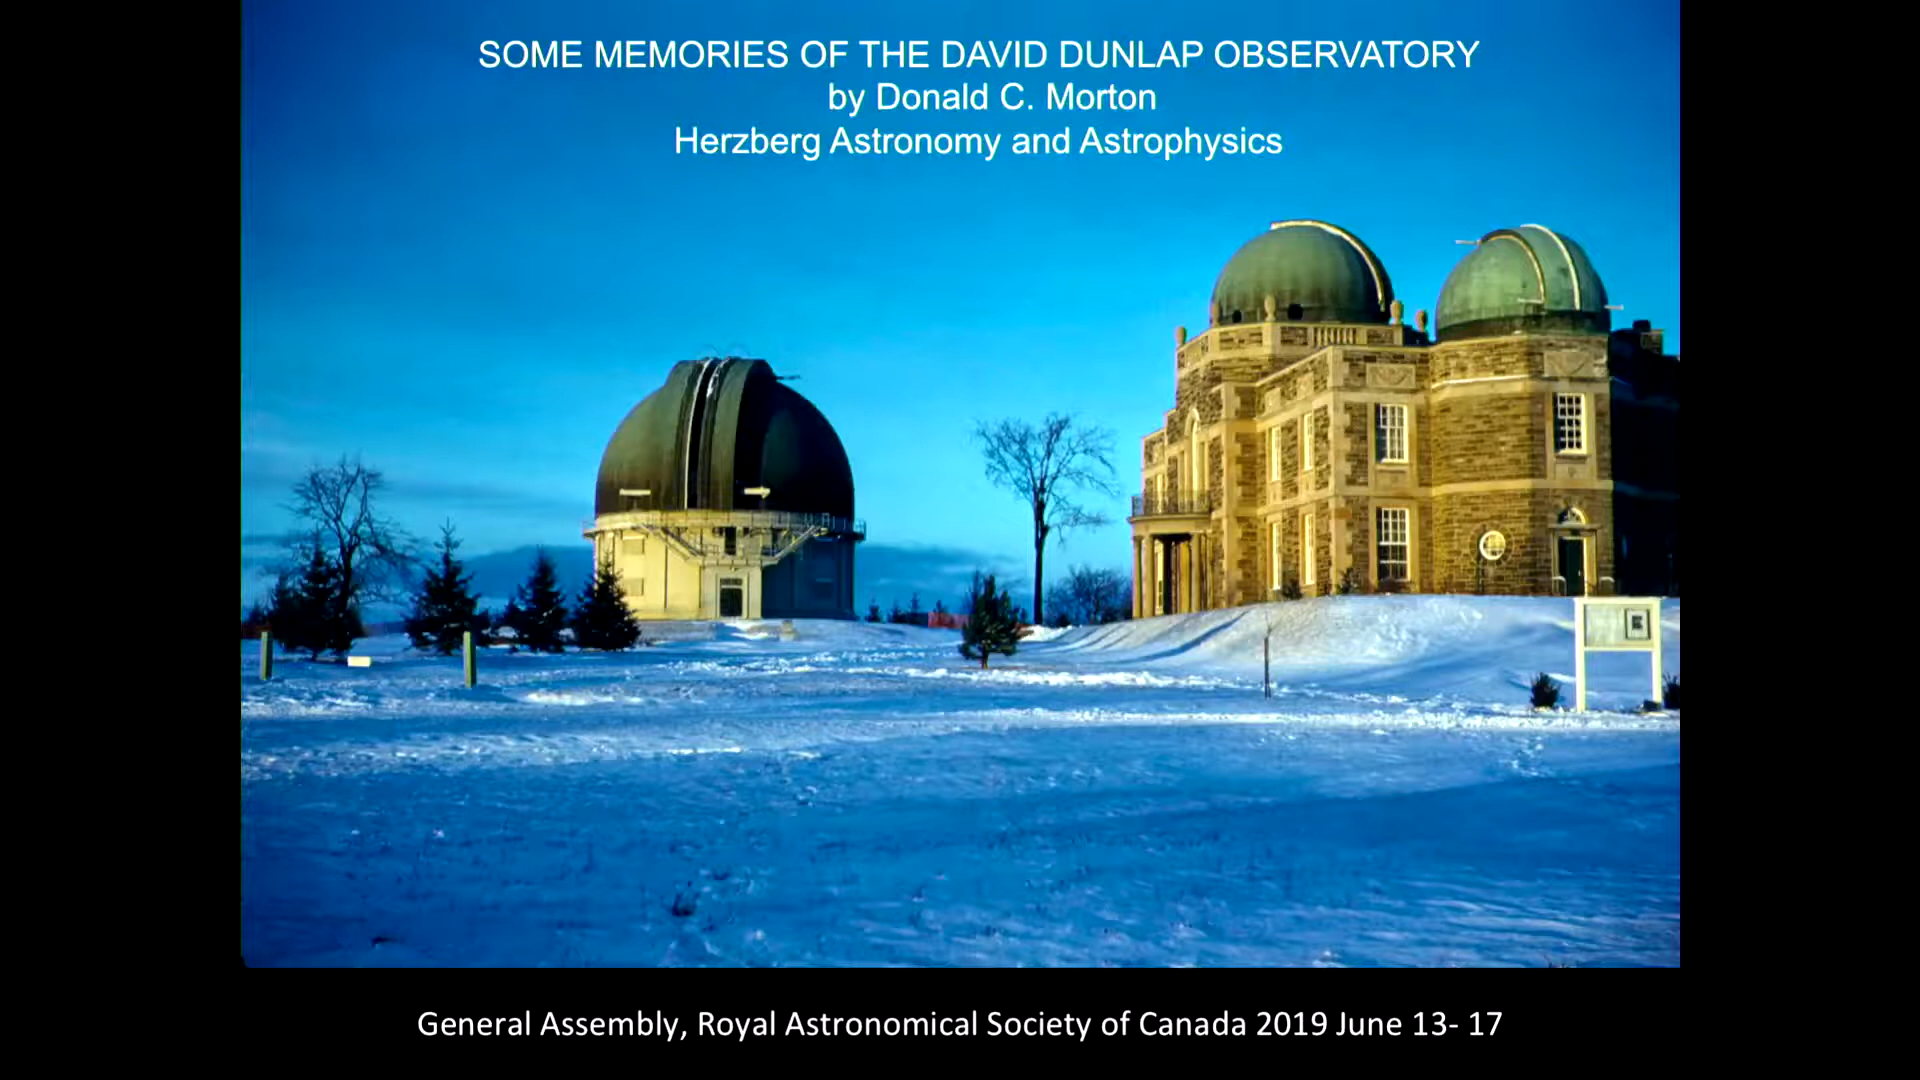 SOME MEMORIES OF THE DAVID DUNLAP OBSERVATORY
by Donald C. Morton
Herzberg Astronomy and Astrophysics
General Assembly, Royal Astronomical Society of Canada 2019 June 13- 17